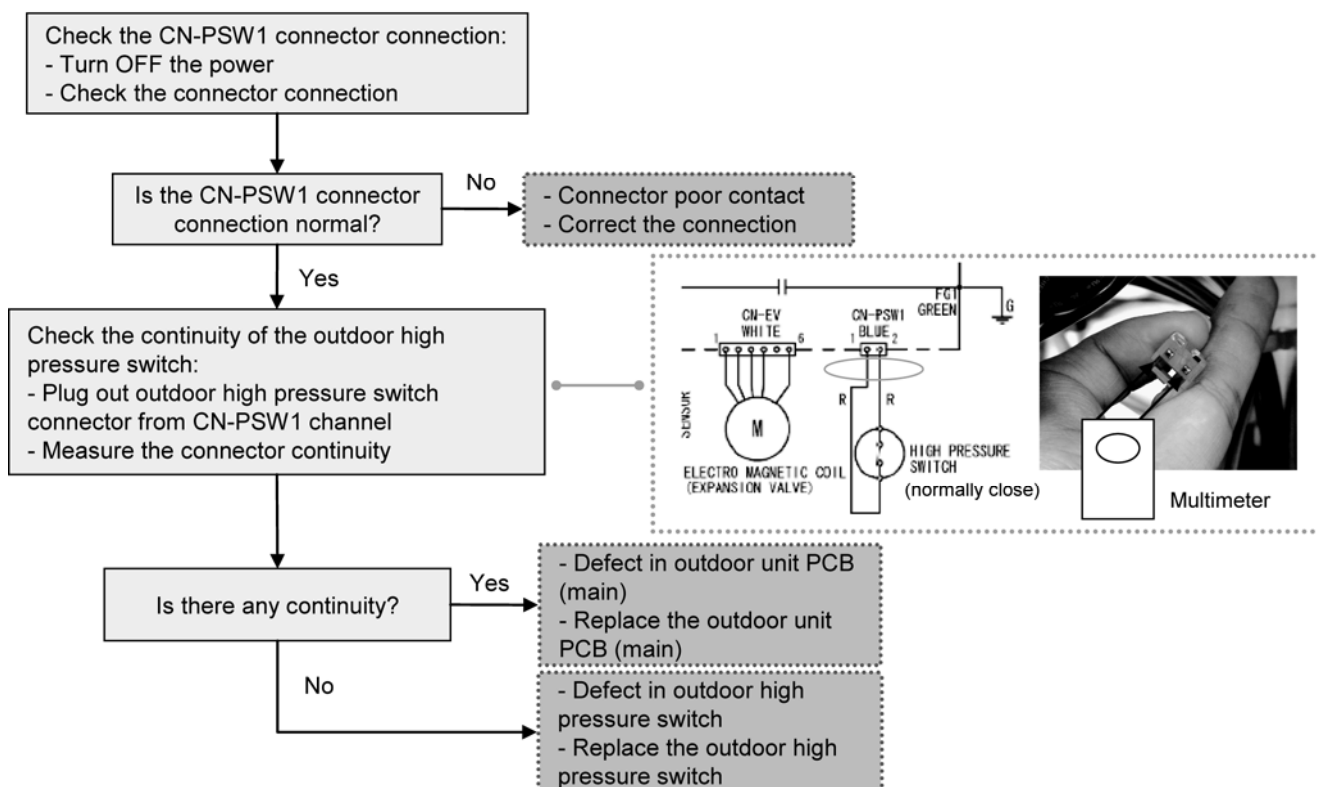 Check the CN-PSW1 connector connection:
- Turn OFF the power
- Check the connector connection
Is the CN-PSW1 connector
connection normal?
No
- Connector poor contact
- Correct the connection
Yes
Check the continuity of the outdoor high
pressure switch:
- Plug out outdoor high pressure switch
connector from CN-PSW1 channel
- Measure the connector continuity
CN-EV
WHITE
1
6
CN-PSW1
BLUE
1
2
FG1
GREEN
G
SENSOR
M
R
R
ELECTRO MAGNETIC COIL
(EXPANSION VALVE)
HIGH PRESSURE
SWITCH
(normally close)
Multimeter
Is there any continuity?
Yes
- Defect in outdoor unit PCB
(main)
- Replace the outdoor unit
PCB (main)
No
- Defect in outdoor high
pressure switch
- Replace the outdoor high
pressure switch